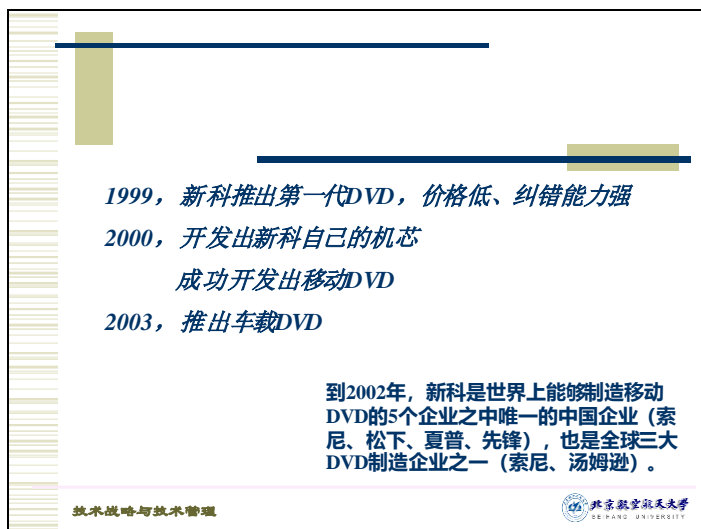 1999，新科推出第一代DVD，价格低、纠错能力强
2000，开发出新科自己的机芯
成功开发出移动DVD
2003，推出车载DVD
到2002年，新科是世界上能够制造移动
DVD的5个企业之中唯一的中国企业（索
尼、松下、夏普、先锋），也是全球三大
DVD制造企业之一（索尼、汤姆逊）。
技术战略与技术管理
北京航空航天大学
BEIHANG UNIVERSITY